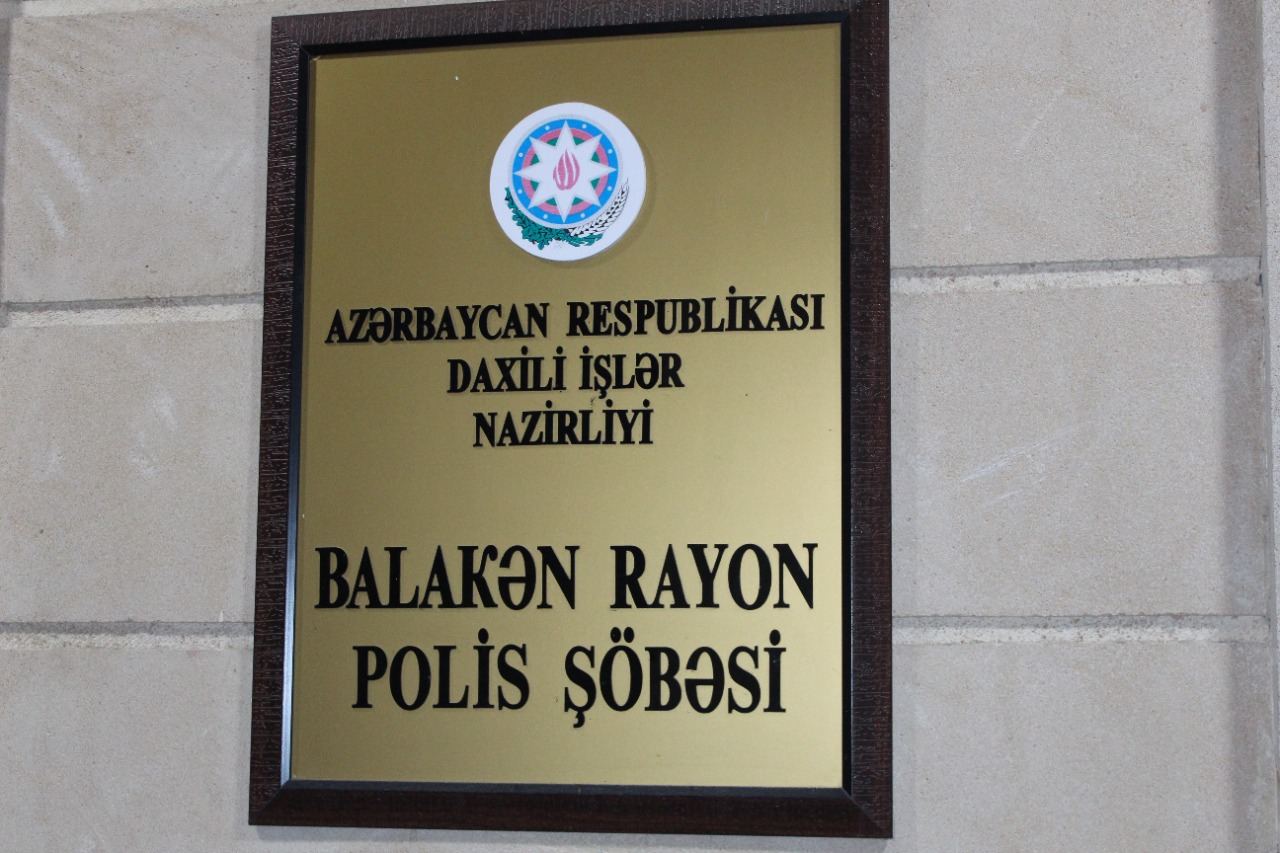 AZƏRBAYCAN RESPUBLİKASI
DAXİLİ İŞLƏR
NAZİRLİYİ
BALAKƏN RAYON
POLİS ŞÖBƏSİ